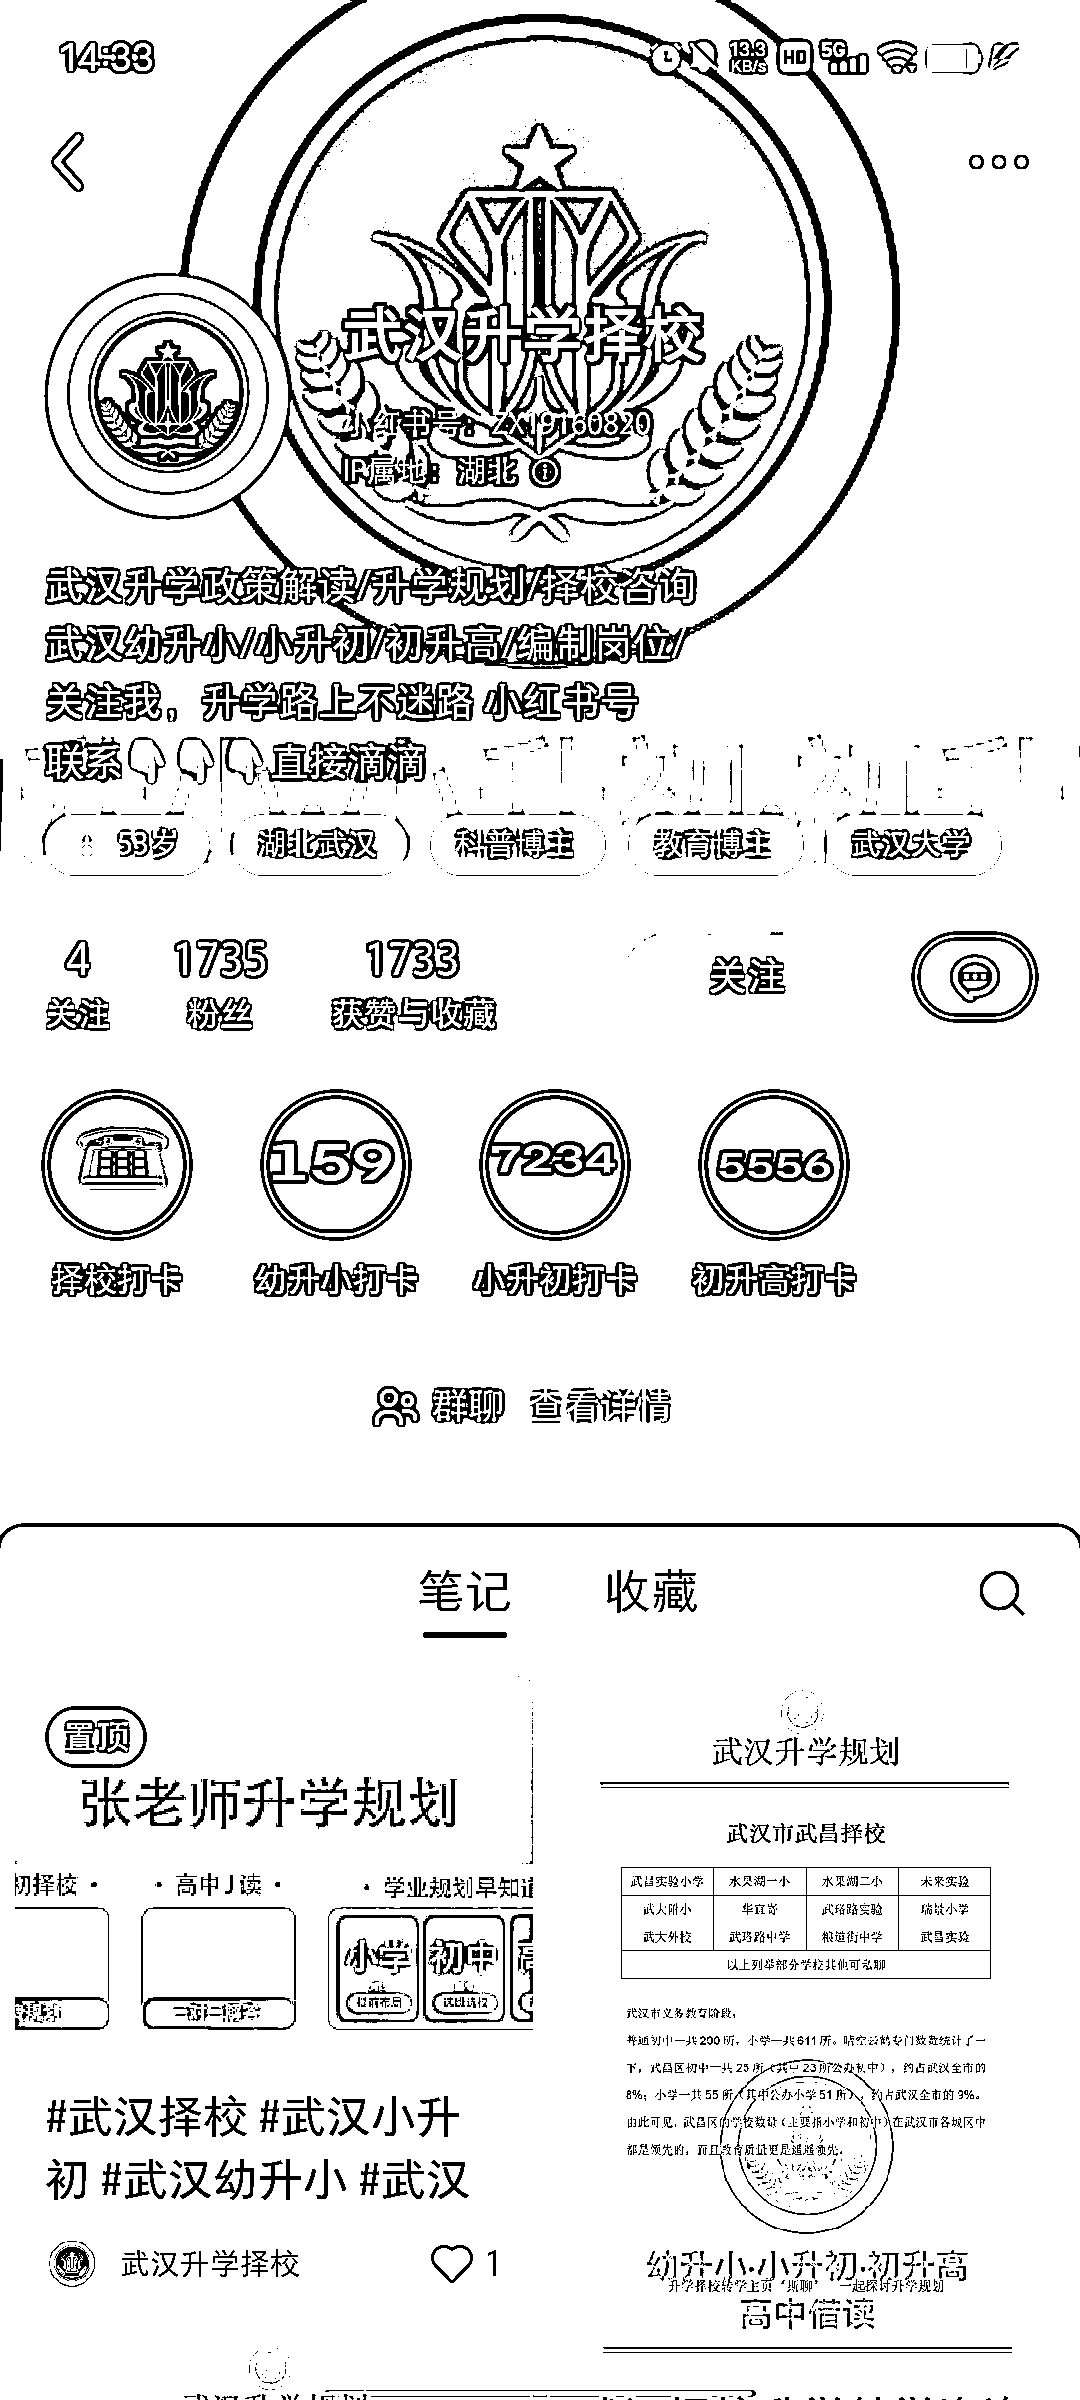 14:33
13.3 KB/s HD 5G
武汉升学择校
小红书号：ZX19160820
IP属地：湖北
武汉升学政策解读/升学规划/择校咨询
武汉幼升小/小升初/初升高/编制岗位/
关注我，升学路上不迷路 小红书号
联系👇👇👇直接滴滴
53岁 湖北武汉 科普博主 教育博主 武汉大学
4 1735 1733
关注 粉丝 获赞与收藏
关注
159 7234 5556
择校打卡 幼升小打卡 小升初打卡 初升高打卡
群聊 查看详情
笔记 收藏
置顶
张老师升学规划
初择校 · · 高中J读 · · 学业规划早知道
小学 初中
提前布局
#武汉择校 #武汉小升
初 #武汉幼升小 #武汉
武汉升学择校 1
武汉升学规划
武汉市武昌择校
武昌实验小学 水果湖一小 水果湖二小 未来实验
武大附小 华宜寄 武珞路实验 瑞景小学
武大外校 武珞路中学 粮道街中学 武昌实验
以上列举部分学校其他可私聊
武汉市义务教育阶段，
普通初中一共200所，小学一共611所。晴空云鹤专门数数统计了一
下，武昌区初中一共25所（其中23所公办初中），约占武汉全市的
8%；小学一共55所（其中公办小学51所），约占武汉全市的9%。
由此可见，武昌区的学校数量（主要指小学和初中）在武汉市各城区中
都是领先的，而且教育质量更是遥遥领先。
幼升小·小升初·初升高
升学择校转学主页‘斯聊’ 一起探讨升学规划
高中借读